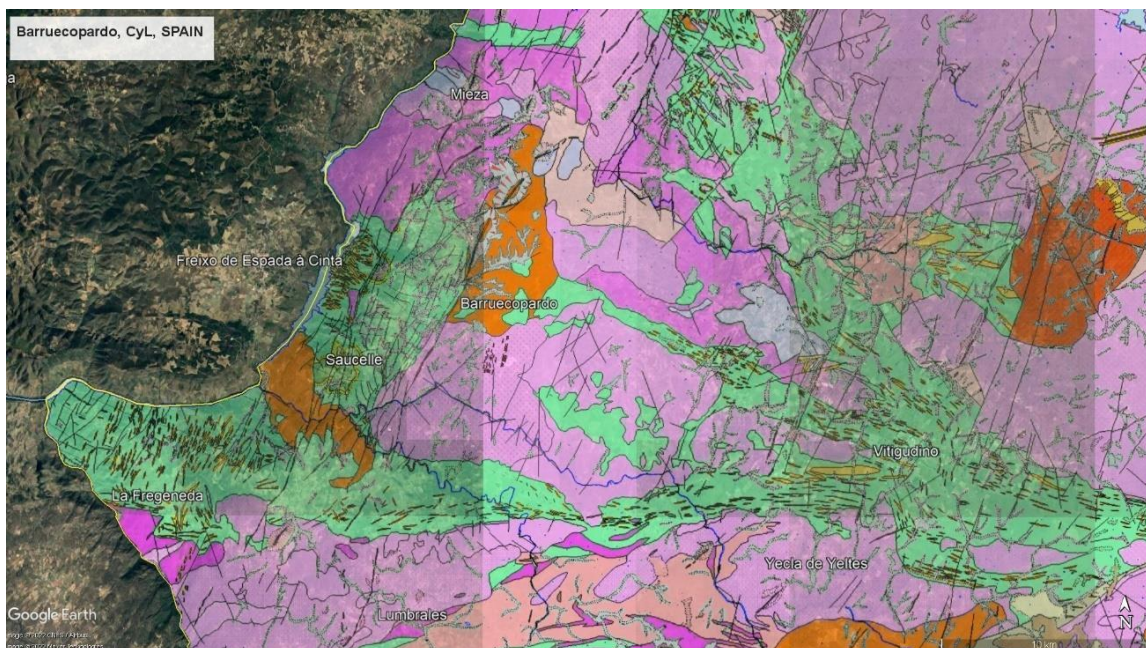 Barruecopardo, CyL, SPAIN
a
Mieza
Freixo de Espada à Cinta
Barruecopardo
Saucelle
Vitigudino
La Fregeneda
Yecla de Yeltes
Lumbrales
Google Earth
N
10 km